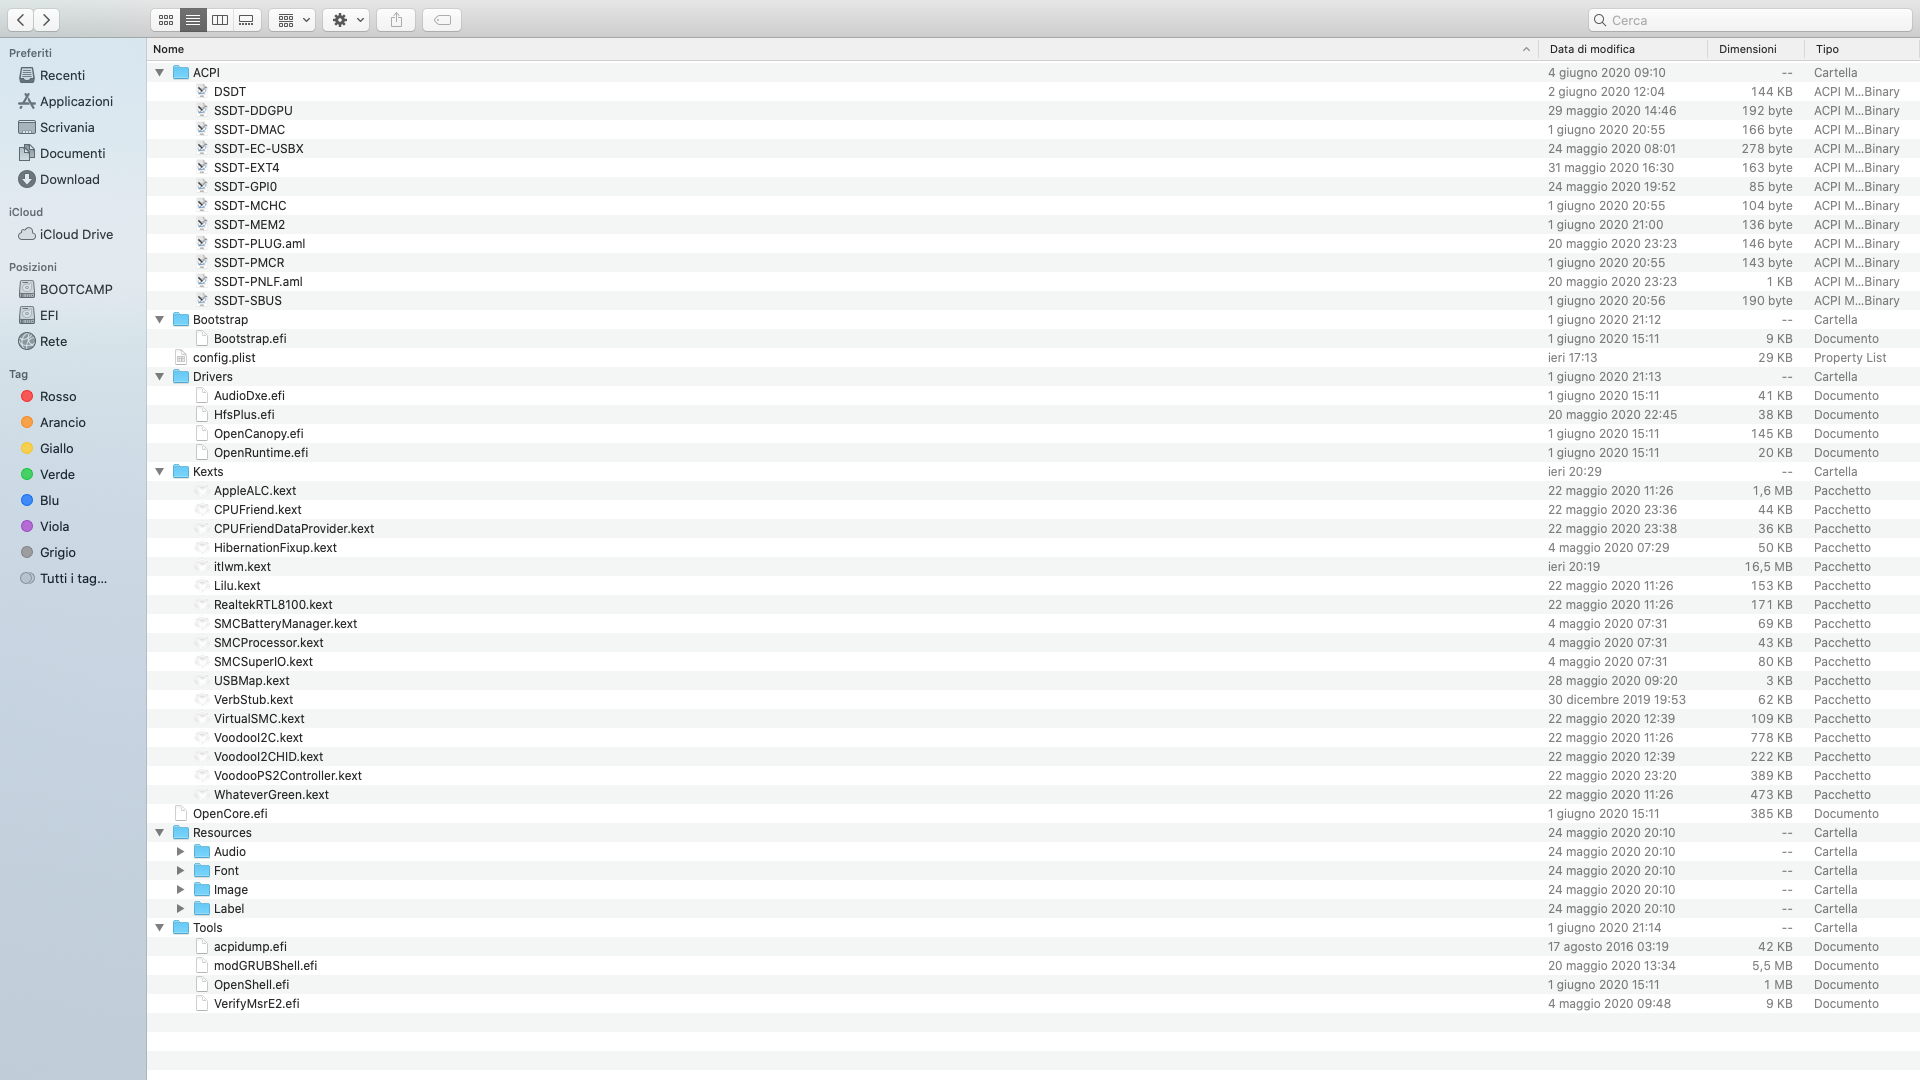 Cerca
Preferiti
Recenti
Applicazioni
Scrivania
Documenti
Download
iCloud
iCloud Drive
Posizioni
BOOTCAMP
EFI
Rete
Tag
Rosso
Arancio
Giallo
Verde
Blu
Viola
Grigio
Tutti i tag...
Nome Data di modifica Dimensioni Tipo
ACPI 4 giugno 2020 09:10 -- Cartella
DSDT 2 giugno 2020 12:04 144 KB ACPI M...Binary
SSDT-DDGPU 29 maggio 2020 14:46 192 byte ACPI M...Binary
SSDT-DMAC 1 giugno 2020 20:55 166 byte ACPI M...Binary
SSDT-EC-USBX 24 maggio 2020 08:01 278 byte ACPI M...Binary
SSDT-EXT4 31 maggio 2020 16:30 163 byte ACPI M...Binary
SSDT-GPI0 24 maggio 2020 19:52 85 byte ACPI M...Binary
SSDT-MCHC 1 giugno 2020 20:55 104 byte ACPI M...Binary
SSDT-MEM2 1 giugno 2020 21:00 136 byte ACPI M...Binary
SSDT-PLUG.aml 20 maggio 2020 23:23 146 byte ACPI M...Binary
SSDT-PMCR 1 giugno 2020 20:55 143 byte ACPI M...Binary
SSDT-PNLF.aml 20 maggio 2020 23:23 1 KB ACPI M...Binary
SSDT-SBUS 1 giugno 2020 20:56 190 byte ACPI M...Binary
Bootstrap 1 giugno 2020 21:12 -- Cartella
Bootstrap.efi 1 giugno 2020 15:11 9 KB Documento
config.plist ieri 17:13 29 KB Property List
Drivers 1 giugno 2020 21:13 -- Cartella
AudioDxe.efi 1 giugno 2020 15:11 41 KB Documento
HfsPlus.efi 20 maggio 2020 22:45 38 KB Documento
OpenCanopy.efi 1 giugno 2020 15:11 145 KB Documento
OpenRuntime.efi 1 giugno 2020 15:11 20 KB Documento
Kexts ieri 20:29 -- Cartella
AppleALC.kext 22 maggio 2020 11:26 1,6 MB Pacchetto
CPUFriend.kext 22 maggio 2020 23:36 44 KB Pacchetto
CPUFriendDataProvider.kext 22 maggio 2020 23:38 36 KB Pacchetto
HibernationFixup.kext 4 maggio 2020 07:29 50 KB Pacchetto
itlwm.kext ieri 20:19 16,5 MB Pacchetto
Lilu.kext 22 maggio 2020 11:26 153 KB Pacchetto
RealtekRTL8100.kext 22 maggio 2020 11:26 171 KB Pacchetto
SMCBatteryManager.kext 4 maggio 2020 07:31 69 KB Pacchetto
SMCProcessor.kext 4 maggio 2020 07:31 43 KB Pacchetto
SMCSuperIO.kext 4 maggio 2020 07:31 80 KB Pacchetto
USBMap.kext 28 maggio 2020 09:20 3 KB Pacchetto
VerbStub.kext 30 dicembre 2019 19:53 62 KB Pacchetto
VirtualSMC.kext 22 maggio 2020 12:39 109 KB Pacchetto
VoodooI2C.kext 22 maggio 2020 11:26 778 KB Pacchetto
VoodooI2CHID.kext 22 maggio 2020 12:39 222 KB Pacchetto
VoodooPS2Controller.kext 22 maggio 2020 23:20 389 KB Pacchetto
WhateverGreen.kext 22 maggio 2020 11:26 473 KB Pacchetto
OpenCore.efi 1 giugno 2020 15:11 385 KB Documento
Resources 24 maggio 2020 20:10 -- Cartella
Audio 24 maggio 2020 20:10 -- Cartella
Font 24 maggio 2020 20:10 -- Cartella
Image 24 maggio 2020 20:10 -- Cartella
Label 24 maggio 2020 20:10 -- Cartella
Tools 1 giugno 2020 21:14 -- Cartella
acpidump.efi 17 agosto 2016 03:19 42 KB Documento
modGRUBShell.efi 20 maggio 2020 13:34 5,5 MB Documento
OpenShell.efi 1 giugno 2020 15:11 1 MB Documento
VerifyMsrE2.efi 4 maggio 2020 09:48 9 KB Documento